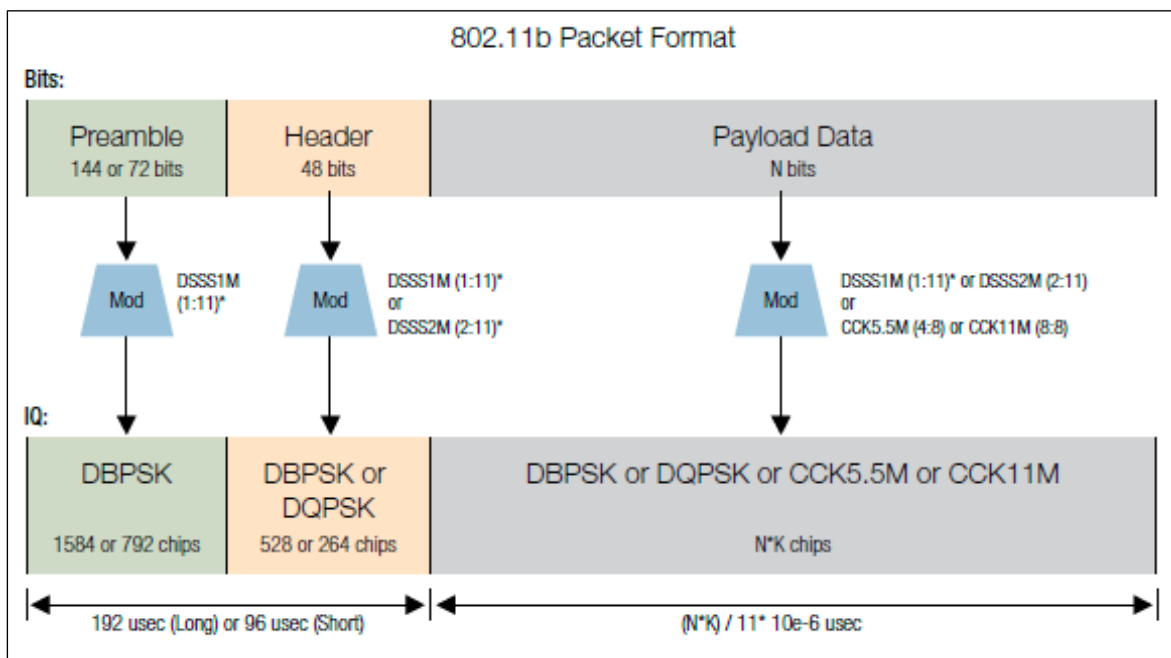 802.11b Packet Format
Bits:
Preamble
144 or 72 bits
Header
48 bits
Payload Data
N bits
Mod
DSSS1M
(1:11)*
Mod
DSSS1M (1:11)*
or
DSSS2M (2:11)*
Mod
DSSS1M (1:11)* or DSSS2M (2:11)
or
CCK5.5M (4:8) or CCK11M (8:8)
IQ:
DBPSK
1584 or 792 chips
DBPSK or
DQPSK
528 or 264 chips
DBPSK or DQPSK or CCK5.5M or CCK11M
N*K chips
192 usec (Long) or 96 usec (Short)
(N*K) / 11* 10e-6 usec